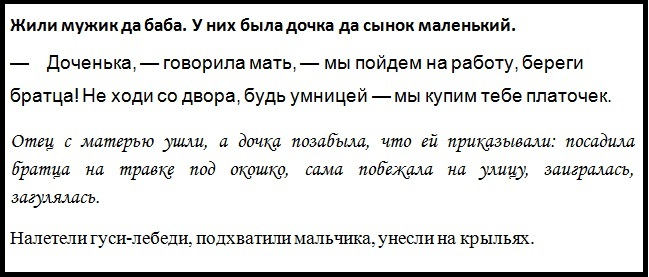 Жили мужик да баба. У них была дочка да сынок маленький.
— Доченька, — говорила мать, — мы пойдем на работу, береги
братца! Не ходи со двора, будь умницей — мы купим тебе платочек.
Отец с матерью ушли, а дочка позабыла, что ей приказывали: посадила
братца на травке под окошко, сама побежала на улицу, заигралась,
загулялась.
Налетели гуси-лебеди, подхватили мальчика, унесли на крыльях.